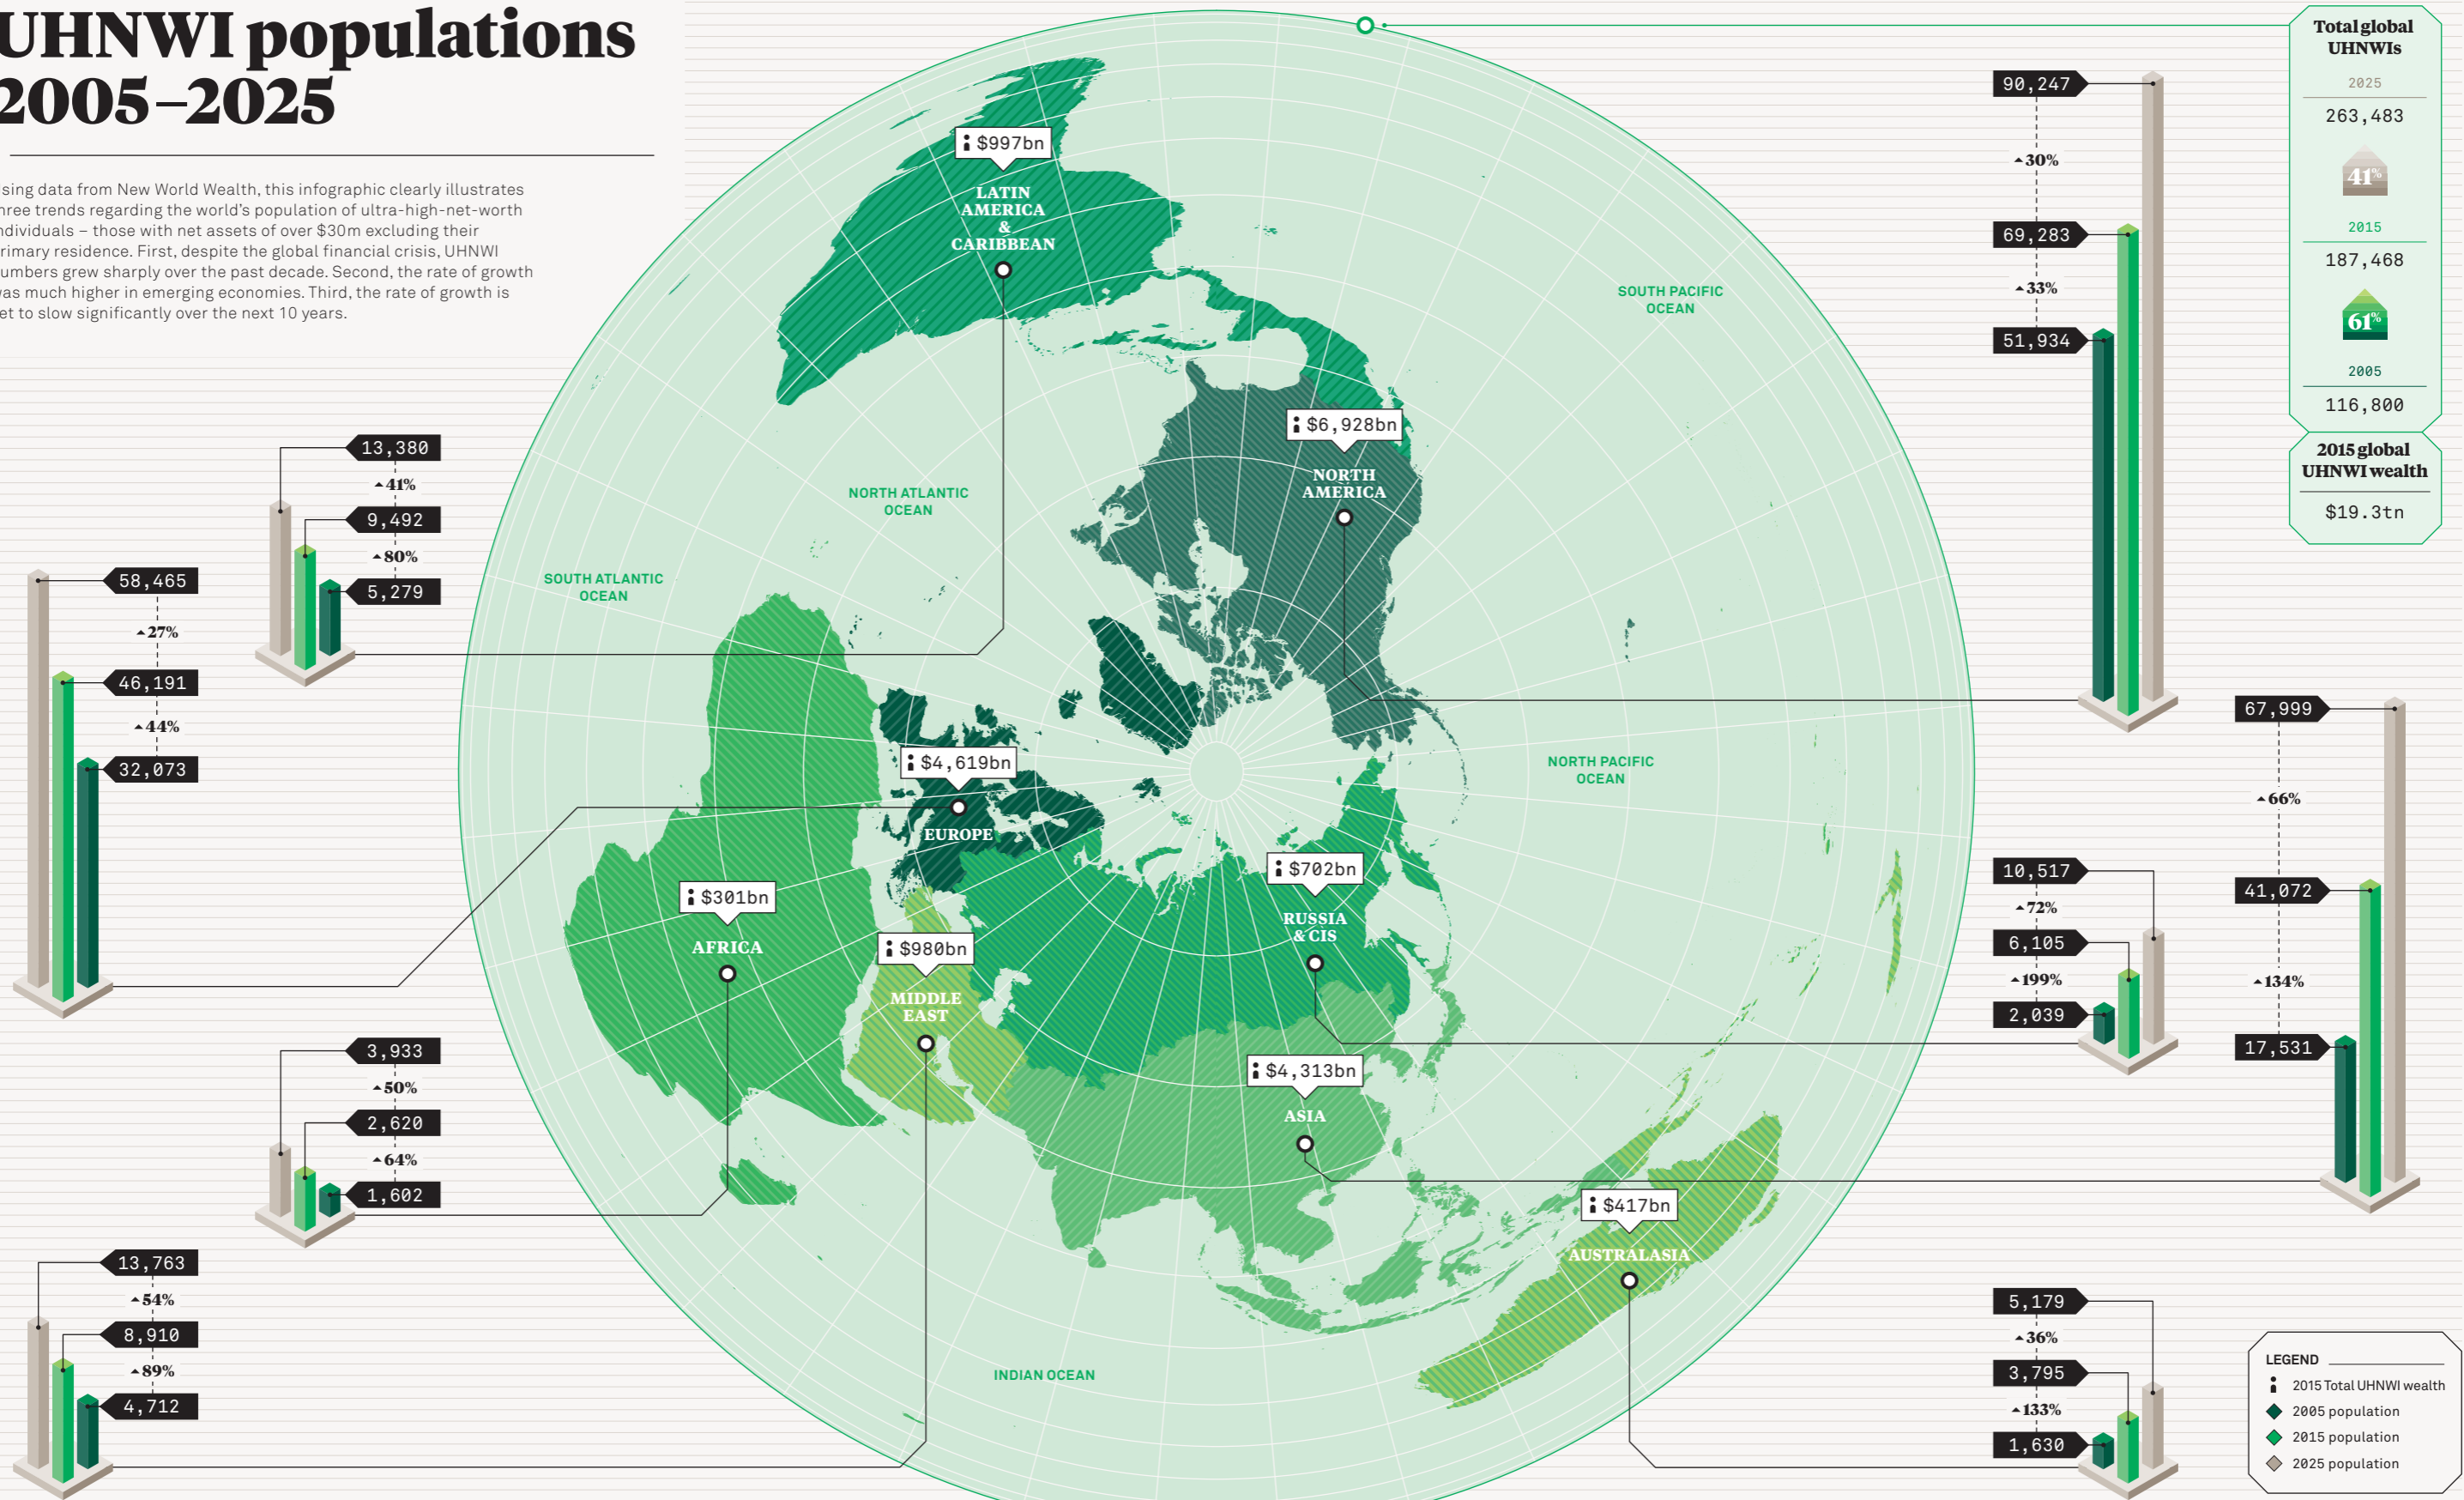 UHNWI populations
2005–2025
sing data from New World Wealth, this infographic clearly illustrates
hree trends regarding the world's population of ultra-high-net-worth
ndividuals – those with net assets of over $30m excluding their
rimary residence. First, despite the global financial crisis, UHNWI
umbers grew sharply over the past decade. Second, the rate of growth
was much higher in emerging economies. Third, the rate of growth is
et to slow significantly over the next 10 years.
13,380
41%
9,492
80%
5,279
58,465
27%
46,191
44%
32,073
3,933
50%
2,620
64%
1,602
13,763
54%
8,910
89%
4,712
$997bn
LATIN
AMERICA
&
CARIBBEAN
$6,928bn
NORTH
AMERICA
NORTH ATLANTIC
OCEAN
SOUTH ATLANTIC
OCEAN
SOUTH PACIFIC
OCEAN
NORTH PACIFIC
OCEAN
$4,619bn
EUROPE
$301bn
AFRICA
$980bn
MIDDLE
EAST
$702bn
RUSSIA
& CIS
$4,313bn
ASIA
$417bn
AUSTRALASIA
INDIAN OCEAN
90,247
30%
69,283
33%
51,934
Total global
UHNWIs
2025
263,483
41%
2015
187,468
61%
2005
116,800
2015 global
UHNWI wealth
$19.3tn
67,999
66%
41,072
134%
17,531
10,517
72%
6,105
199%
2,039
5,179
36%
3,795
133%
1,630
LEGEND
2015 Total UHNWI wealth
2005 population
2015 population
2025 population